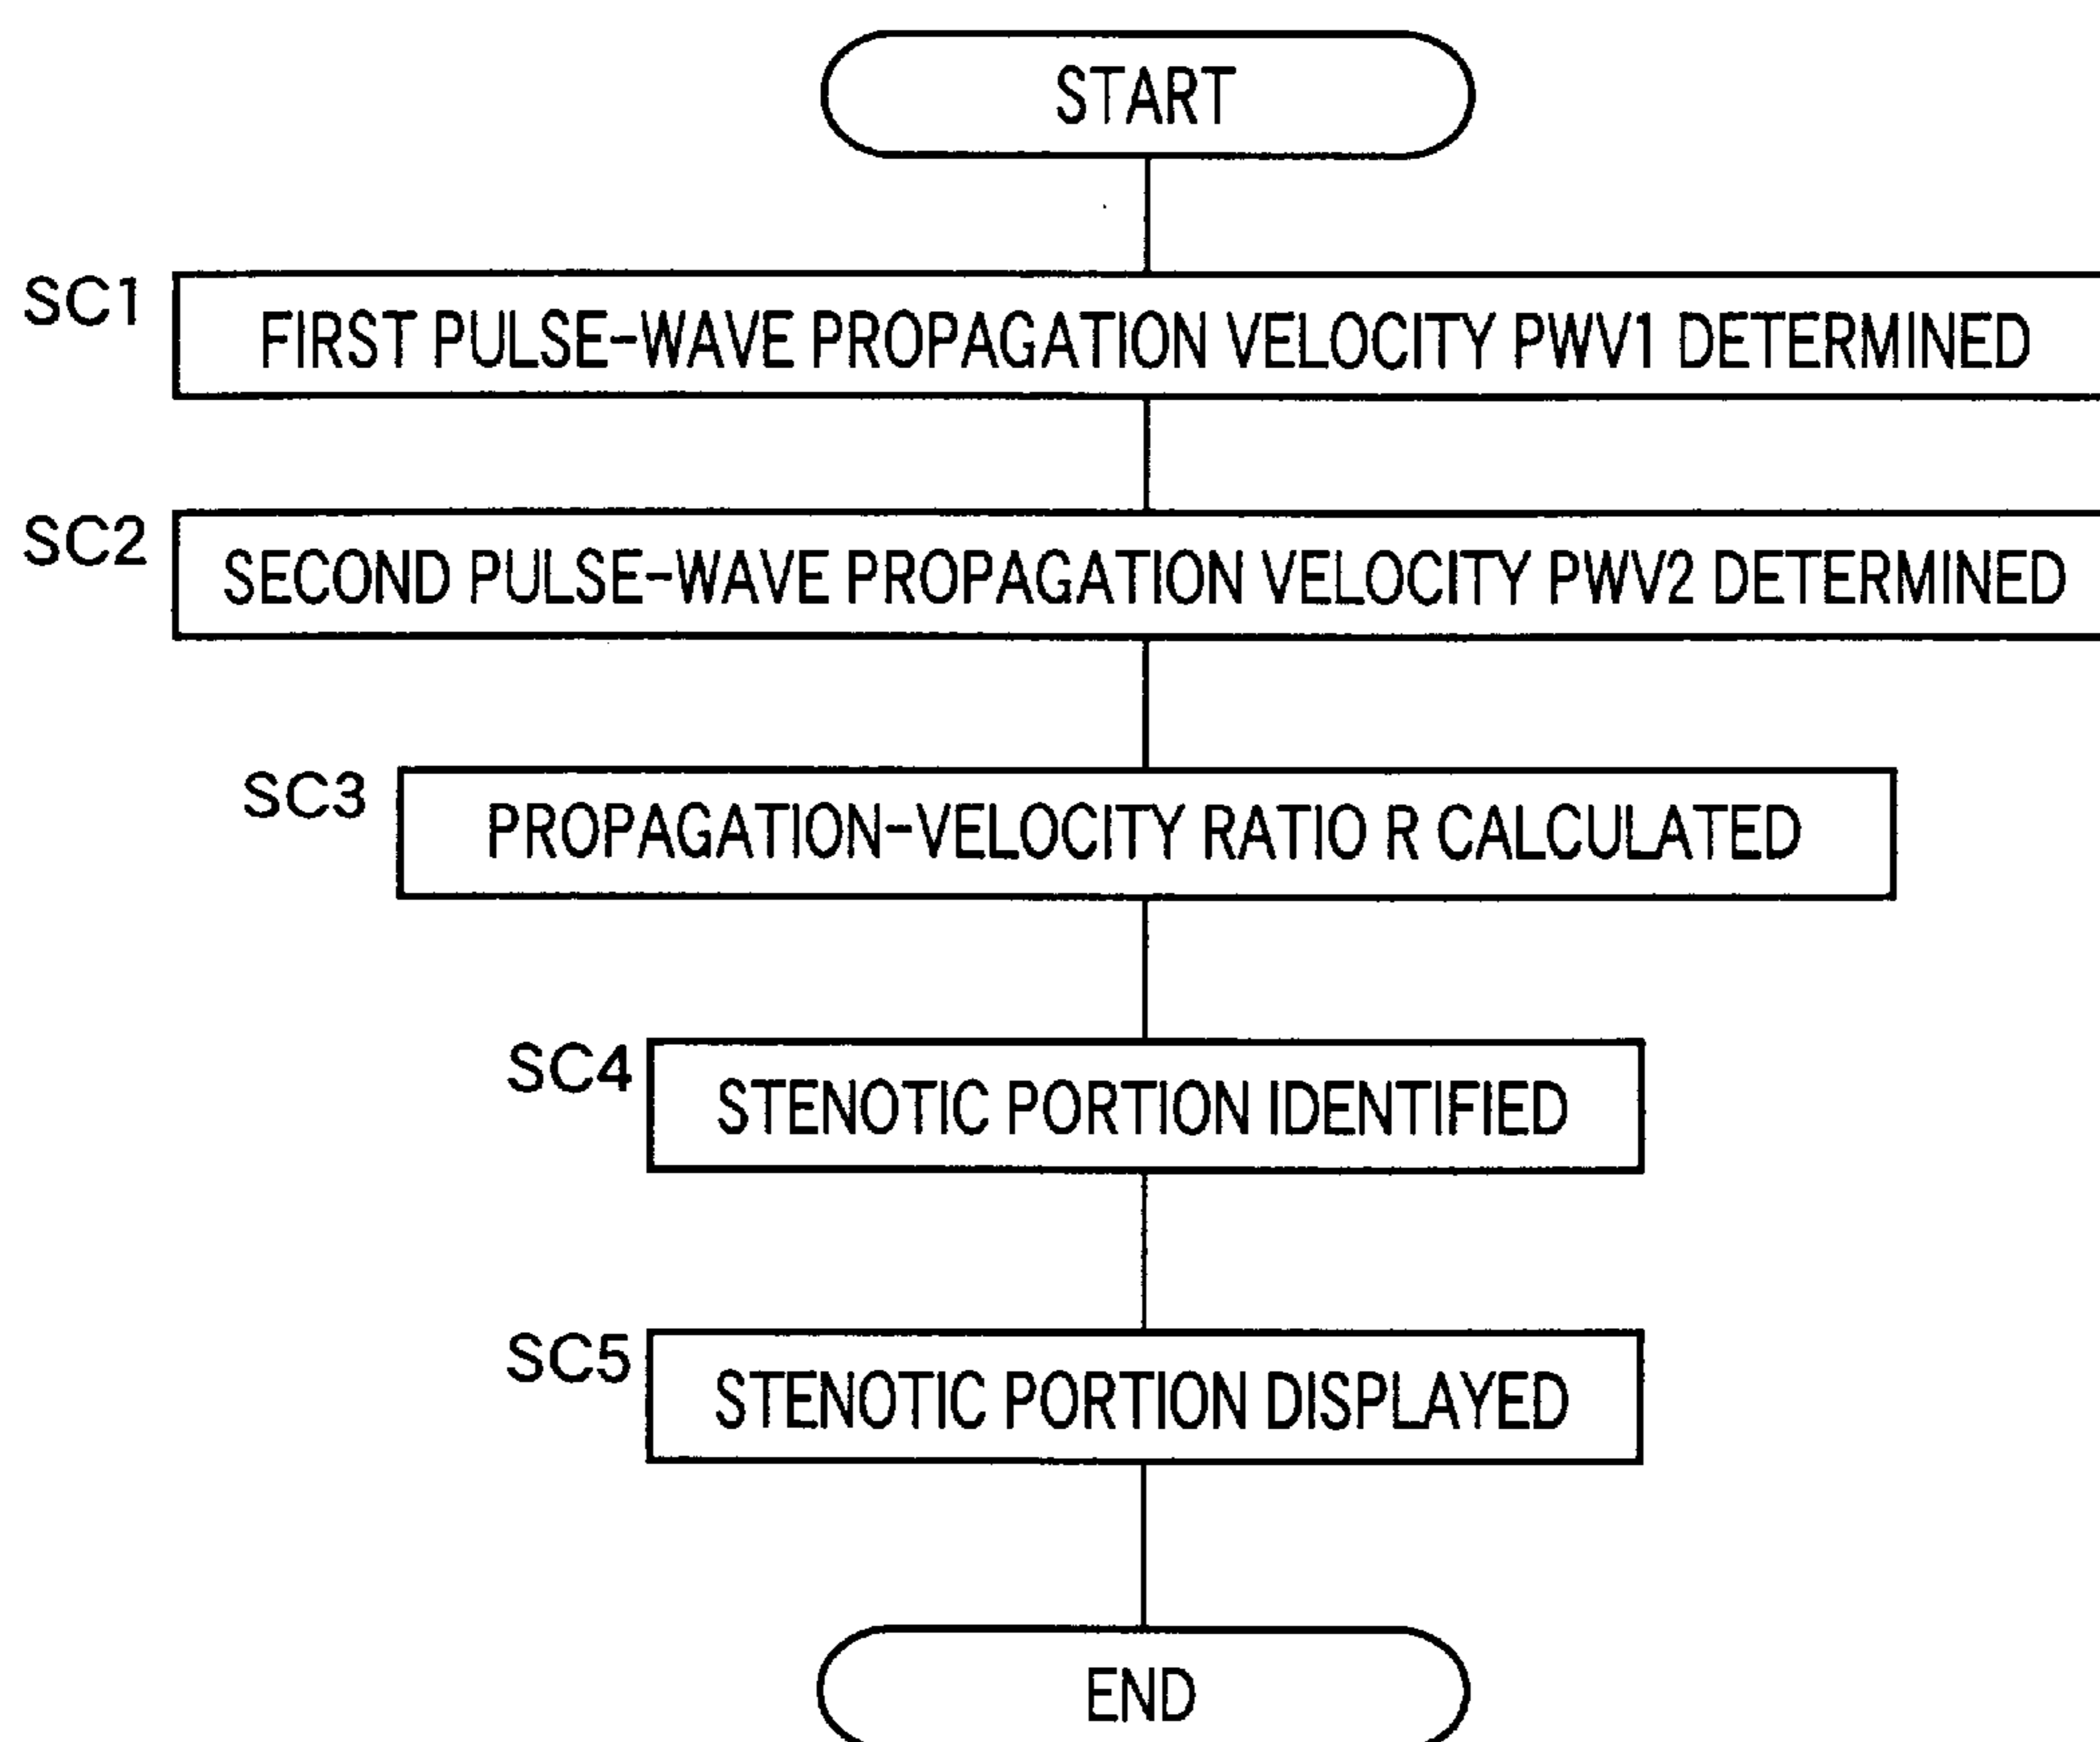 START
SC1
FIRST PULSE-WAVE PROPAGATION VELOCITY PWV1 DETERMINED
SC2
SECOND PULSE-WAVE PROPAGATION VELOCITY PWV2 DETERMINED
SC3
PROPAGATION-VELOCITY RATIO R CALCULATED
SC4
STENOTIC PORTION IDENTIFIED
SC5
STENOTIC PORTION DISPLAYED
END